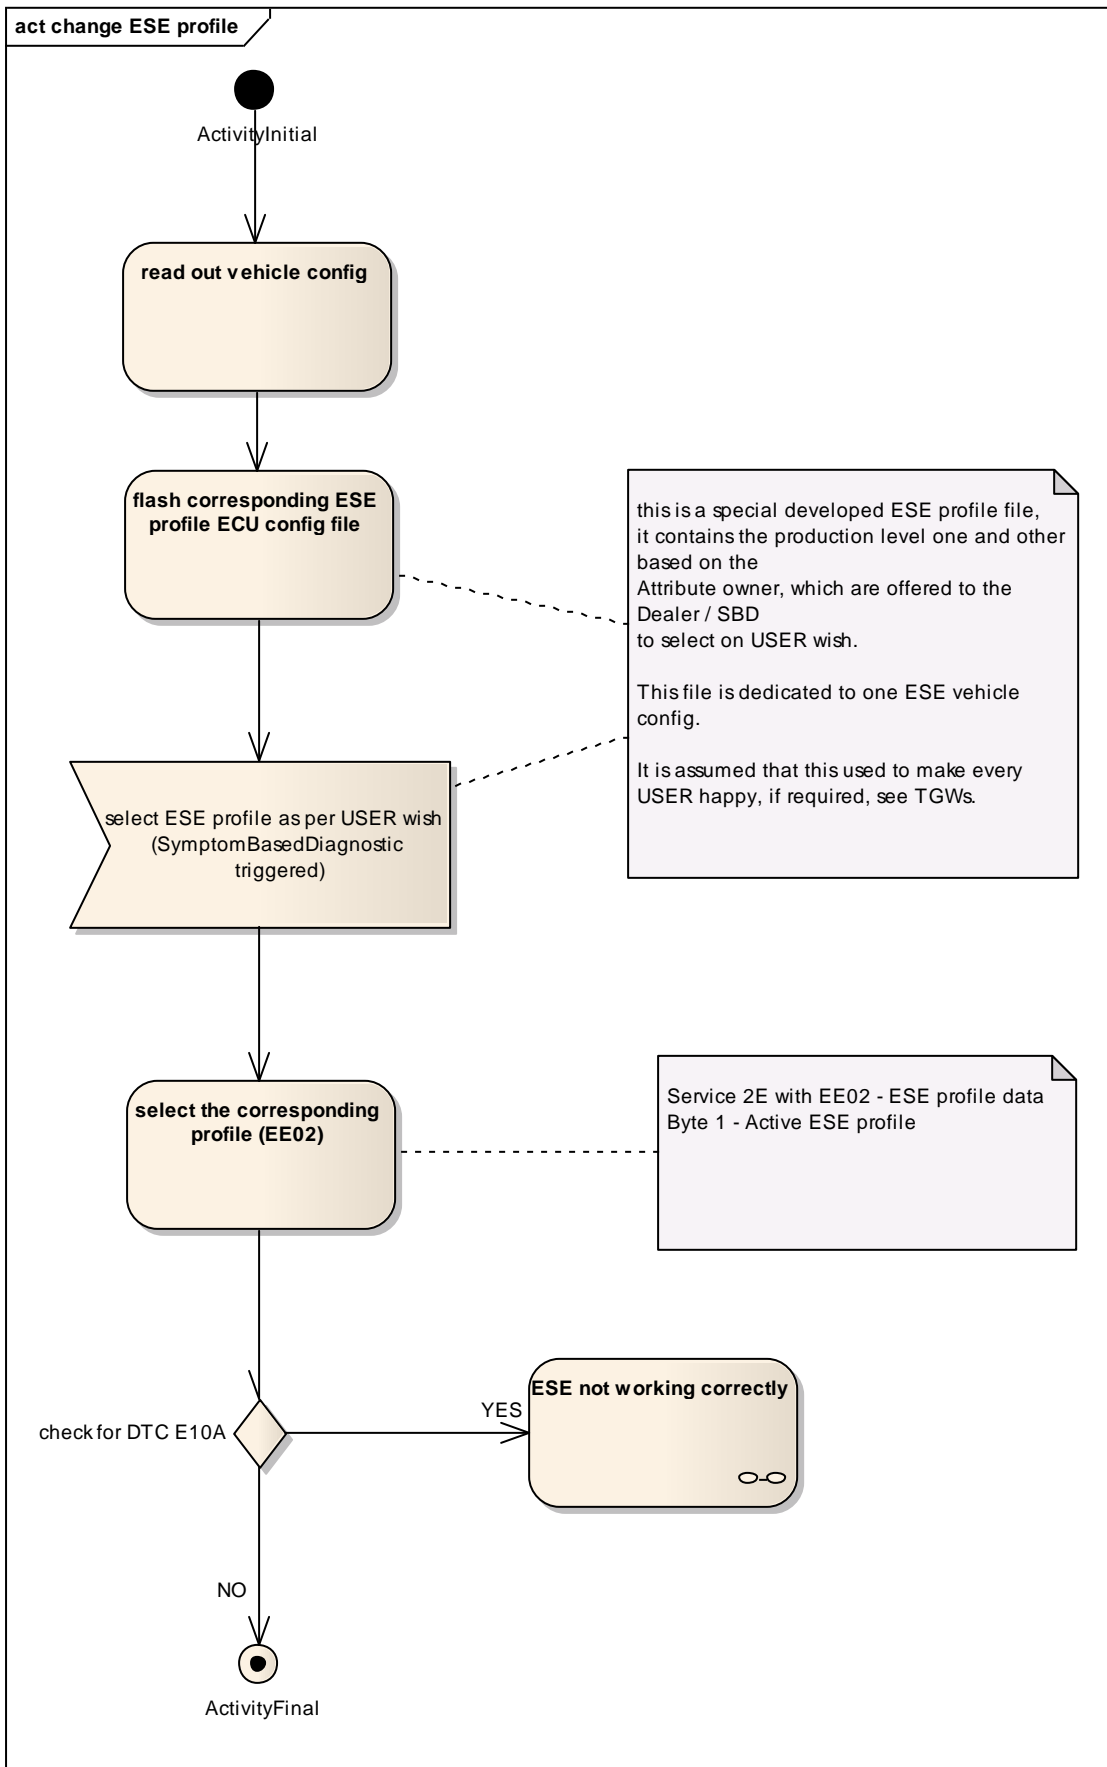 act change ESE profile
ActivityInitial
read out vehicle config
flash corresponding ESE
profile ECU config file
this is a special developed ESE profile file,
it contains the production level one and other
based on the
Attribute owner, which are offered to the
Dealer / SBD
to select on USER wish.
This file is dedicated to one ESE vehicle
config.
It is assumed that this used to make every
USER happy, if required, see TGWs.
select ESE profile as per USER wish
(SymptomBasedDiagnostic
triggered)
select the corresponding
profile (EE02)
Service 2E with EE02 - ESE profile data
Byte 1 - Active ESE profile
ESE not working correctly
YES
check for DTC E10A
NO
ActivityFinal